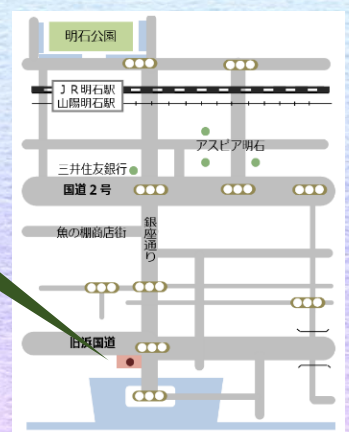 明石公園
ＪＲ明石駅
山陽明石駅
アスピア明石
三井住友銀行
国道２号
銀座通り
魚の棚商店街
旧浜国道